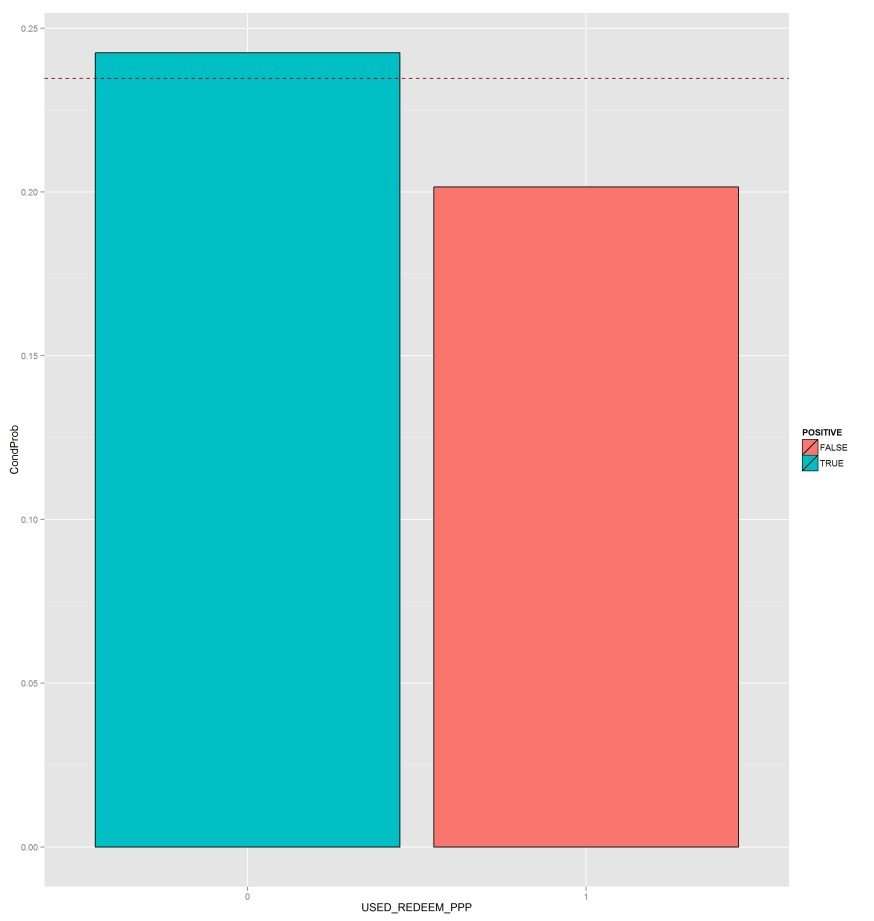 0.25
0.20
0.15
0.10
0.05
0.00
CondProb
0
1
USED_REDEEM_PPP
POSITIVE
FALSE
TRUE